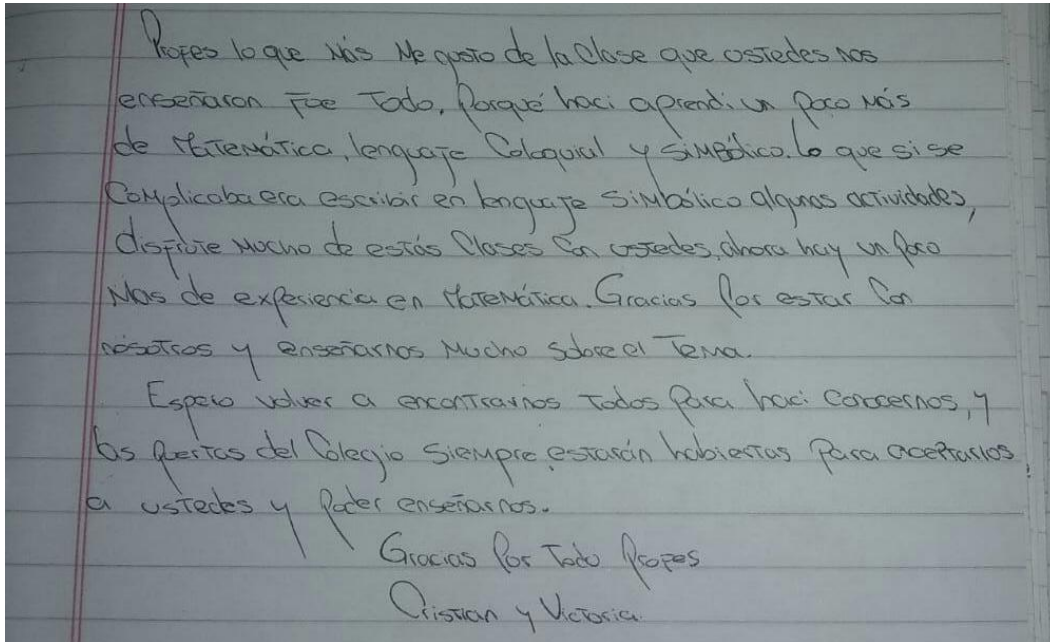 Profes lo que más me gusto de la clase que ustedes nos
enseñaron fue todo, Porqué haci aprendi un poco más
de Matemática, lenguaje Coloquial y simbólico. lo que si se
Complicaba era escribir en lenguaje simbólico algunas actividades,
disfrute mucho de estás Clases con ustedes, ahora hay un poco
mas de experiencia en Matemática. Gracias por estar con
nósotros y enseñarnos mucho sobre el Tema.
Espero volver a encontrarnos todos para haci conocernos, y
las puertas del Colegio siempre estarán habiertas para aceptarlos
a ustedes y poder enseñarnos.
Gracias por Todo Profes
Cristian y Victoria.